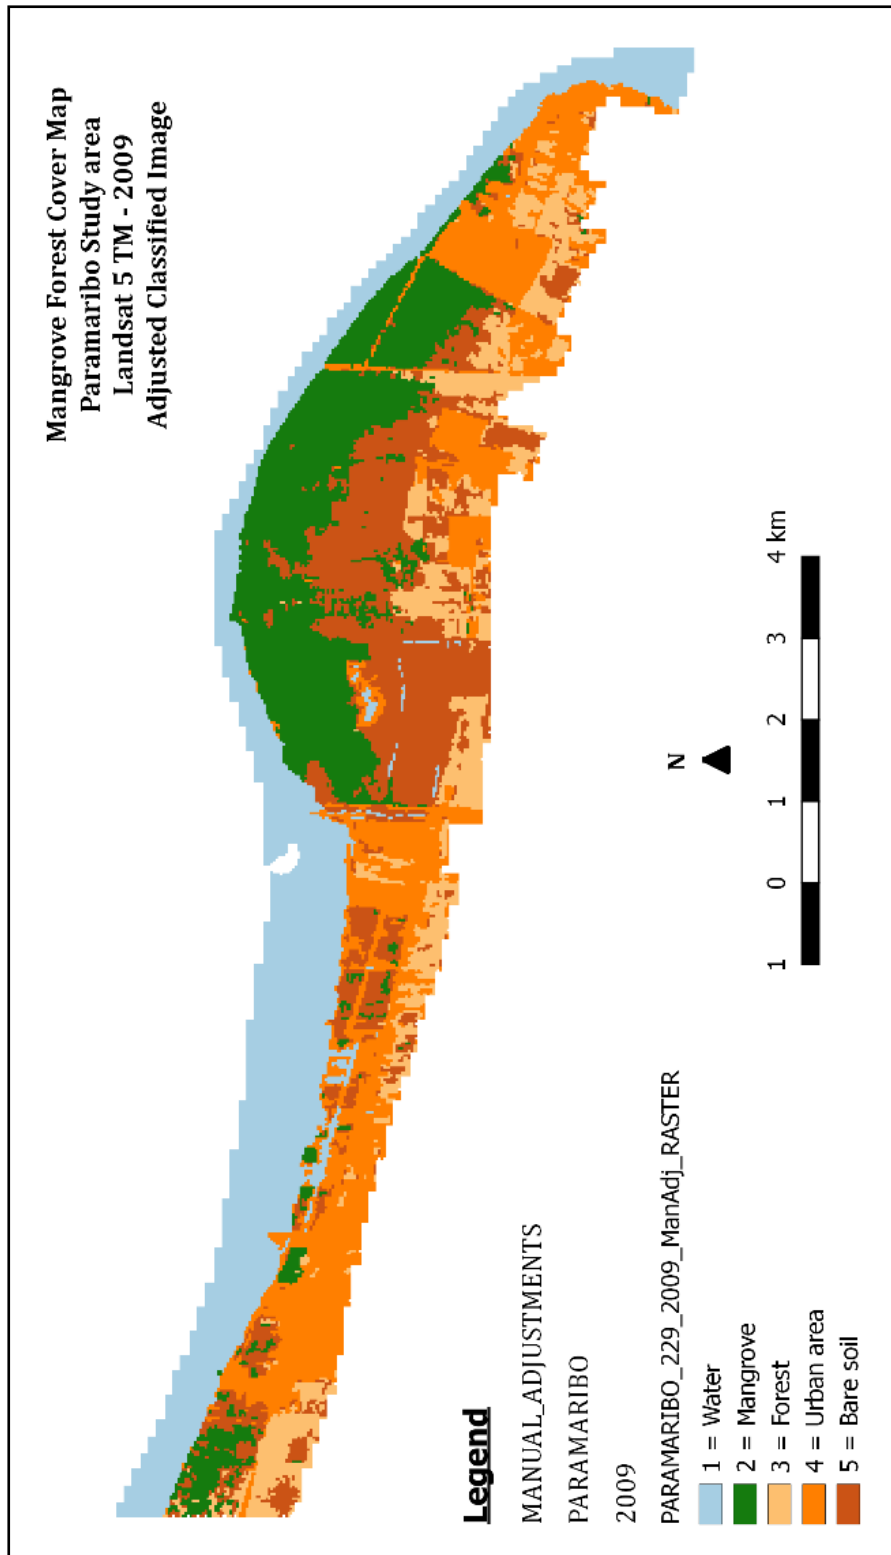 Mangrove Forest Cover Map
Paramaribo Study area
Landsat 5 TM - 2009
Adjusted Classified Image
Legend
MANUAL_ADJUSTMENTS
PARAMARIBO
2009
PARAMARIBO_229_2009_ManAdj_RASTER
1 = Water
2 = Mangrove
3 = Forest
4 = Urban area
5 = Bare soil
N
1 0 1 2 3 4 km